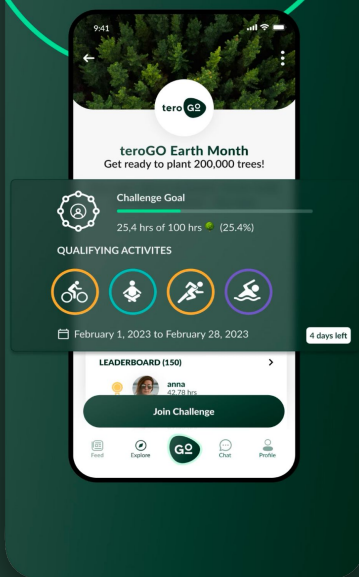 9:41
tero GO
teroGO Earth Month
Get ready to plant 200,000 trees!
Challenge Goal
25,4 hrs of 100 hrs (25.4%)
QUALIFYING ACTIVITES
February 1, 2023 to February 28, 2023
4 days left
LEADERBOARD (150)
anna
42.78 hrs
Join Challenge
Feed
Explore
GO
Chat
Profile